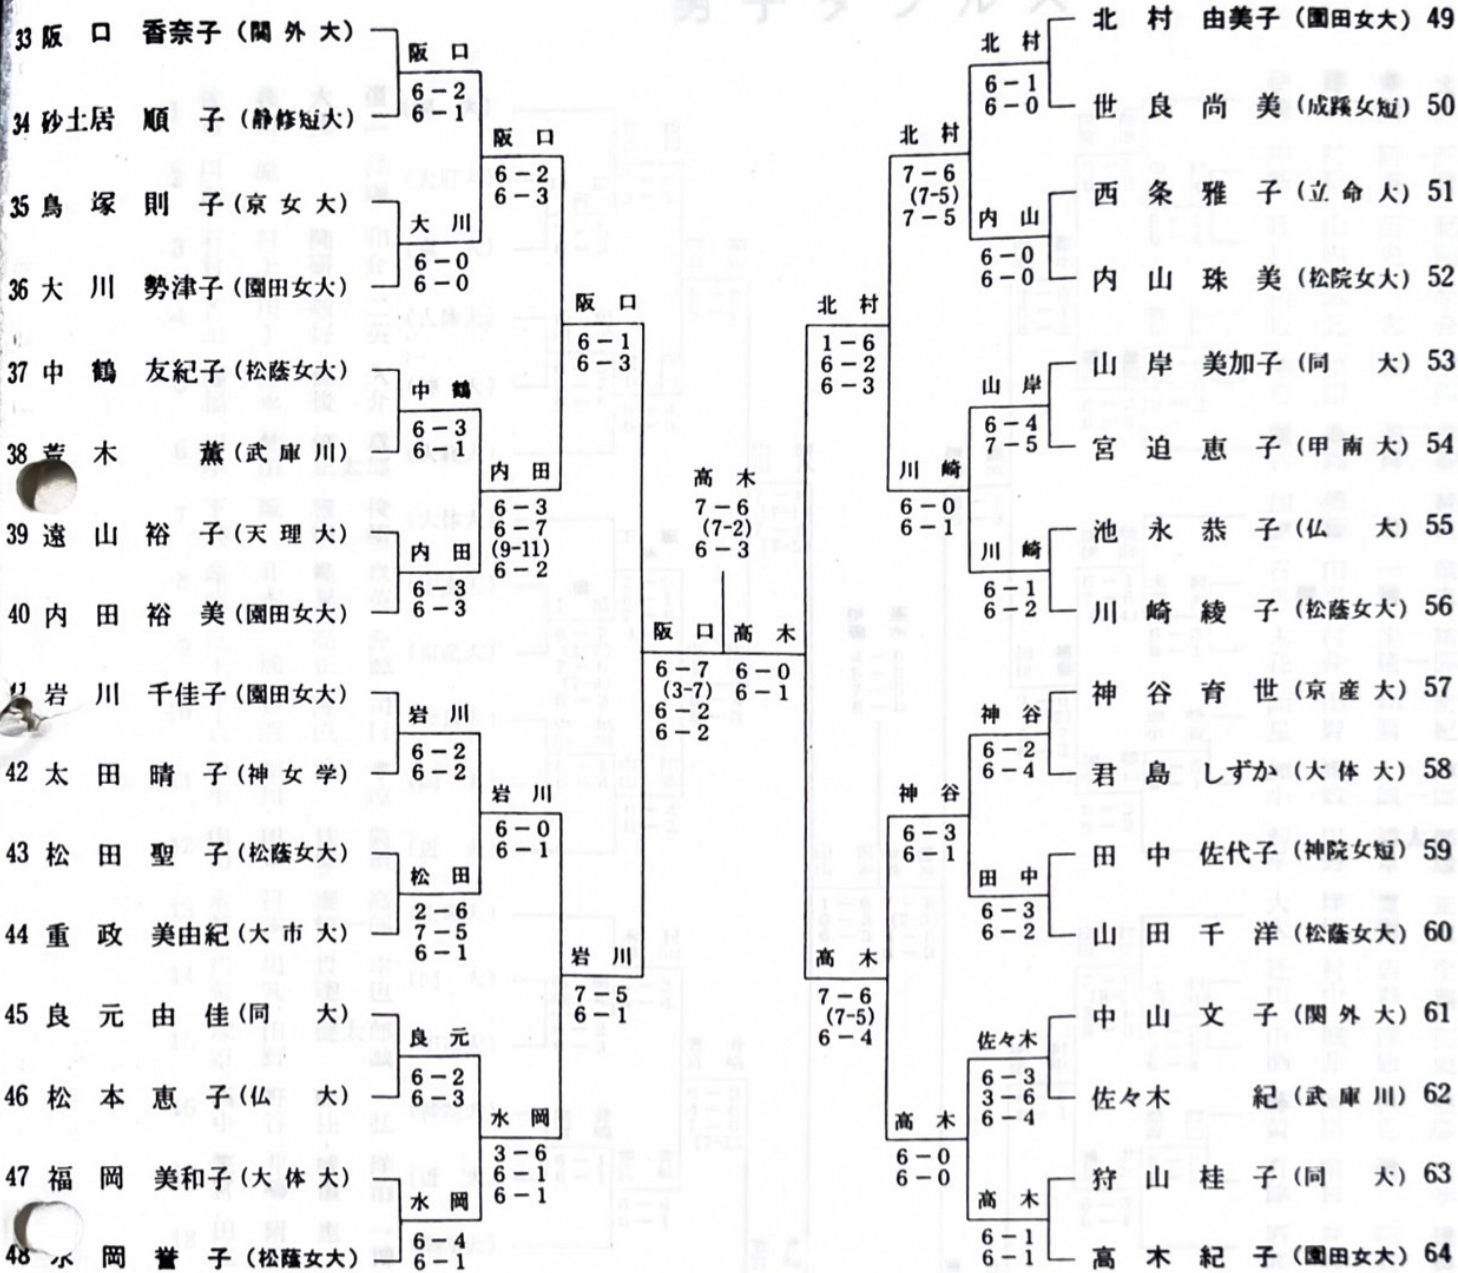 33 阪口 香奈子 (関外大)
34 砂土居 順子 (静修短大)
35 鳥塚 則子 (京女大)
36 大川 勢津子 (園田女大)
37 中鶴 友紀子 (松蔭女大)
38 荒木 薫 (武庫川)
39 遠山 裕子 (天理大)
40 内田 裕美 (園田女大)
岩川 千佳子 (園田女大)
42 太田 晴子 (神女学)
43 松田 聖子 (松蔭女大)
44 重政 美由紀 (大市大)
45 良元 由佳 (同大)
46 松本 恵子 (仏大)
47 福岡 美和子 (大体大)
48 水岡 誉子 (松蔭女大)
阪口
6-2
6-1
大川
6-0
6-0
中鶴
6-3
6-1
内田
6-3
6-3
岩川
6-2
6-2
松田
2-6
7-5
6-1
良元
6-2
6-3
水岡
6-4
6-1
阪口
6-2
6-3
内田
6-3
6-7
(9-11)
6-2
岩川
6-0
6-1
水岡
3-6
6-1
6-1
阪口
6-1
6-3
岩川
7-5
6-1
阪口
6-7
(3-7)
6-2
6-2
高木
7-6
(7-2)
6-3
高木
6-0
6-1
北村
1-6
6-2
6-3
高木
7-6
(7-5)
6-4
北村
7-6
(7-5)
7-5
川崎
6-0
6-1
神谷
6-3
6-1
高木
6-0
6-0
北村
6-1
6-0
内山
6-0
6-0
山岸
6-4
7-5
川崎
6-1
6-2
神谷
6-2
6-4
田中
6-3
6-2
佐々木
6-3
3-6
6-4
高木
6-1
6-1
北村 由美子 (園田女大) 49
世良 尚美 (成蹊女短) 50
西条 雅子 (立命大) 51
内山 珠美 (松院女大) 52
山岸 美加子 (同大) 53
宮迫 恵子 (甲南大) 54
池永 恭子 (仏大) 55
川崎 綾子 (松蔭女大) 56
神谷 育世 (京産大) 57
君島 しずか (大体大) 58
田中 佐代子 (神院女短) 59
山田 千洋 (松蔭女大) 60
中山 文子 (関外大) 61
佐々木 紀 (武庫川) 62
狩山 桂子 (同大) 63
高木 紀子 (園田女大) 64